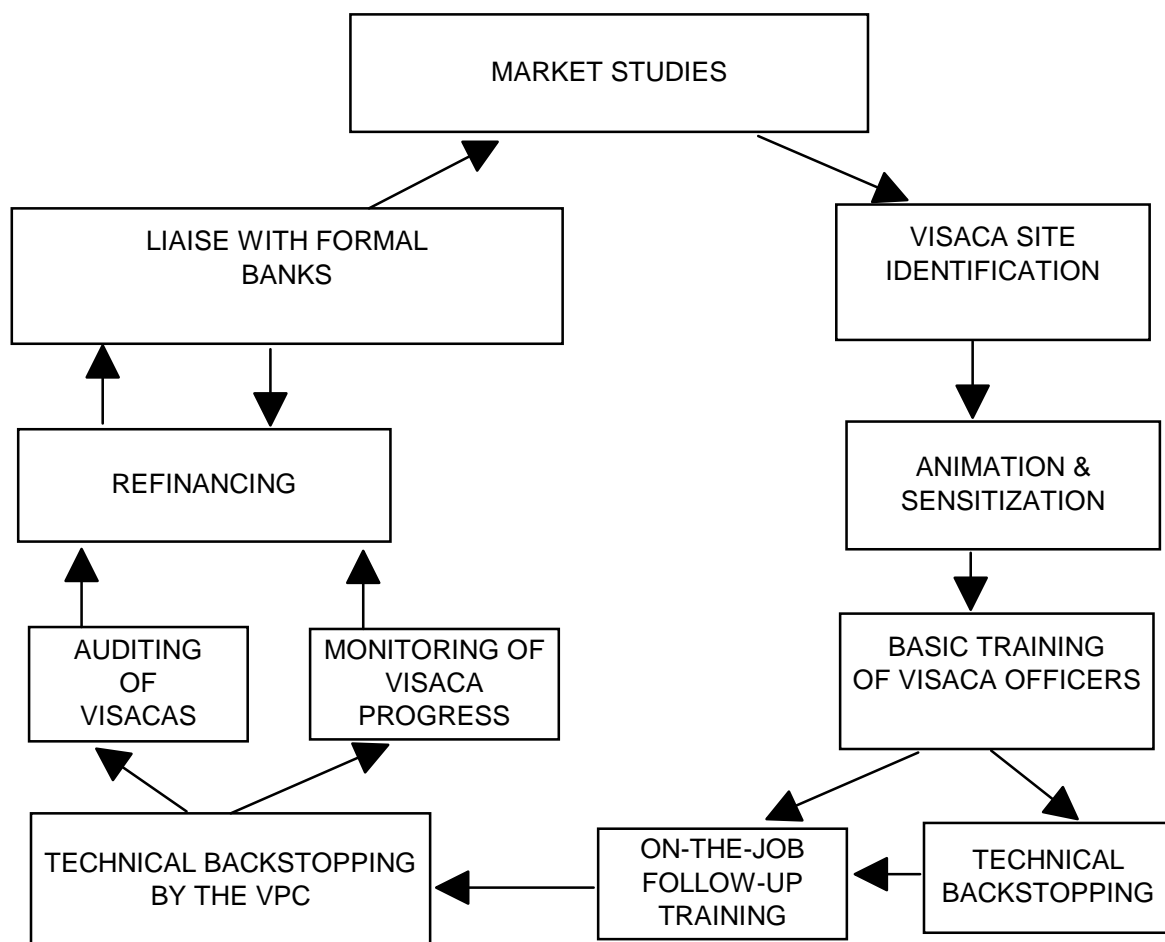 MARKET STUDIES
LIAISE WITH FORMAL
BANKS
VISACA SITE
IDENTIFICATION
REFINANCING
ANIMATION &
SENSITIZATION
AUDITING
OF
VISACAS
MONITORING OF
VISACA
PROGRESS
BASIC TRAINING
OF VISACA OFFICERS
TECHNICAL BACKSTOPPING
BY THE VPC
ON-THE-JOB
FOLLOW-UP
TRAINING
TECHNICAL
BACKSTOPPING